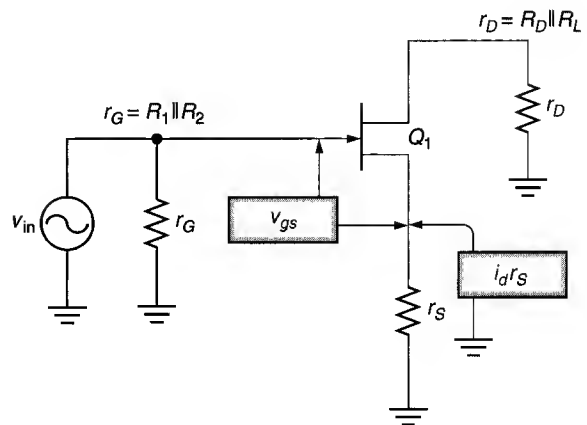 r_D = R_D || R_L
r_G = R_1 || R_2
Q_1
r_D
v_in
r_G
v_gs
i_d r_S
r_S